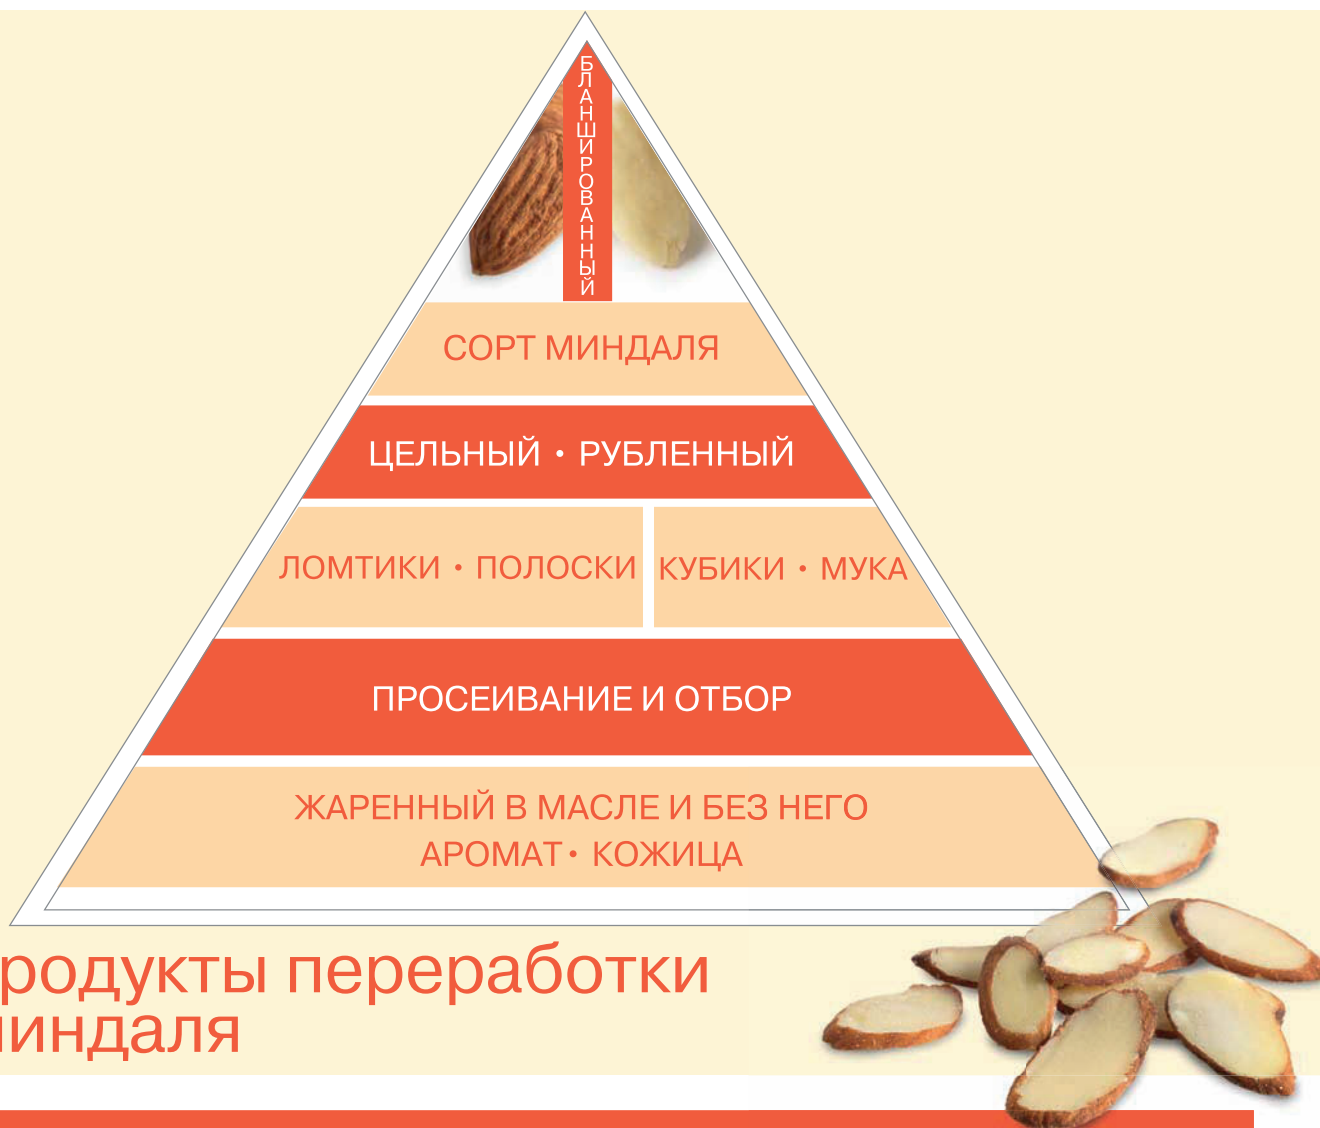 БЛАНШИРОВАННЫЙ
СОРТ МИНДАЛЯ
ЦЕЛЬНЫЙ • РУБЛЕННЫЙ
ЛОМТИКИ • ПОЛОСКИ
КУБИКИ • МУКА
ПРОСЕИВАНИЕ И ОТБОР
ЖАРЕННЫЙ В МАСЛЕ И БЕЗ НЕГО
АРОМАТ • КОЖИЦА
родукты переработки
индаля